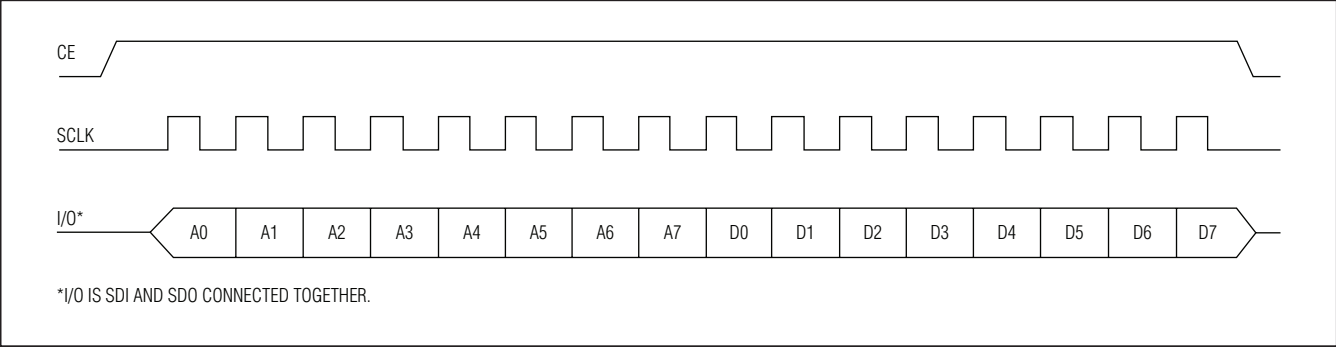 CE
SCLK
I/O*
A0 A1 A2 A3 A4 A5 A6 A7 D0 D1 D2 D3 D4 D5 D6 D7
*I/O IS SDI AND SDO CONNECTED TOGETHER.